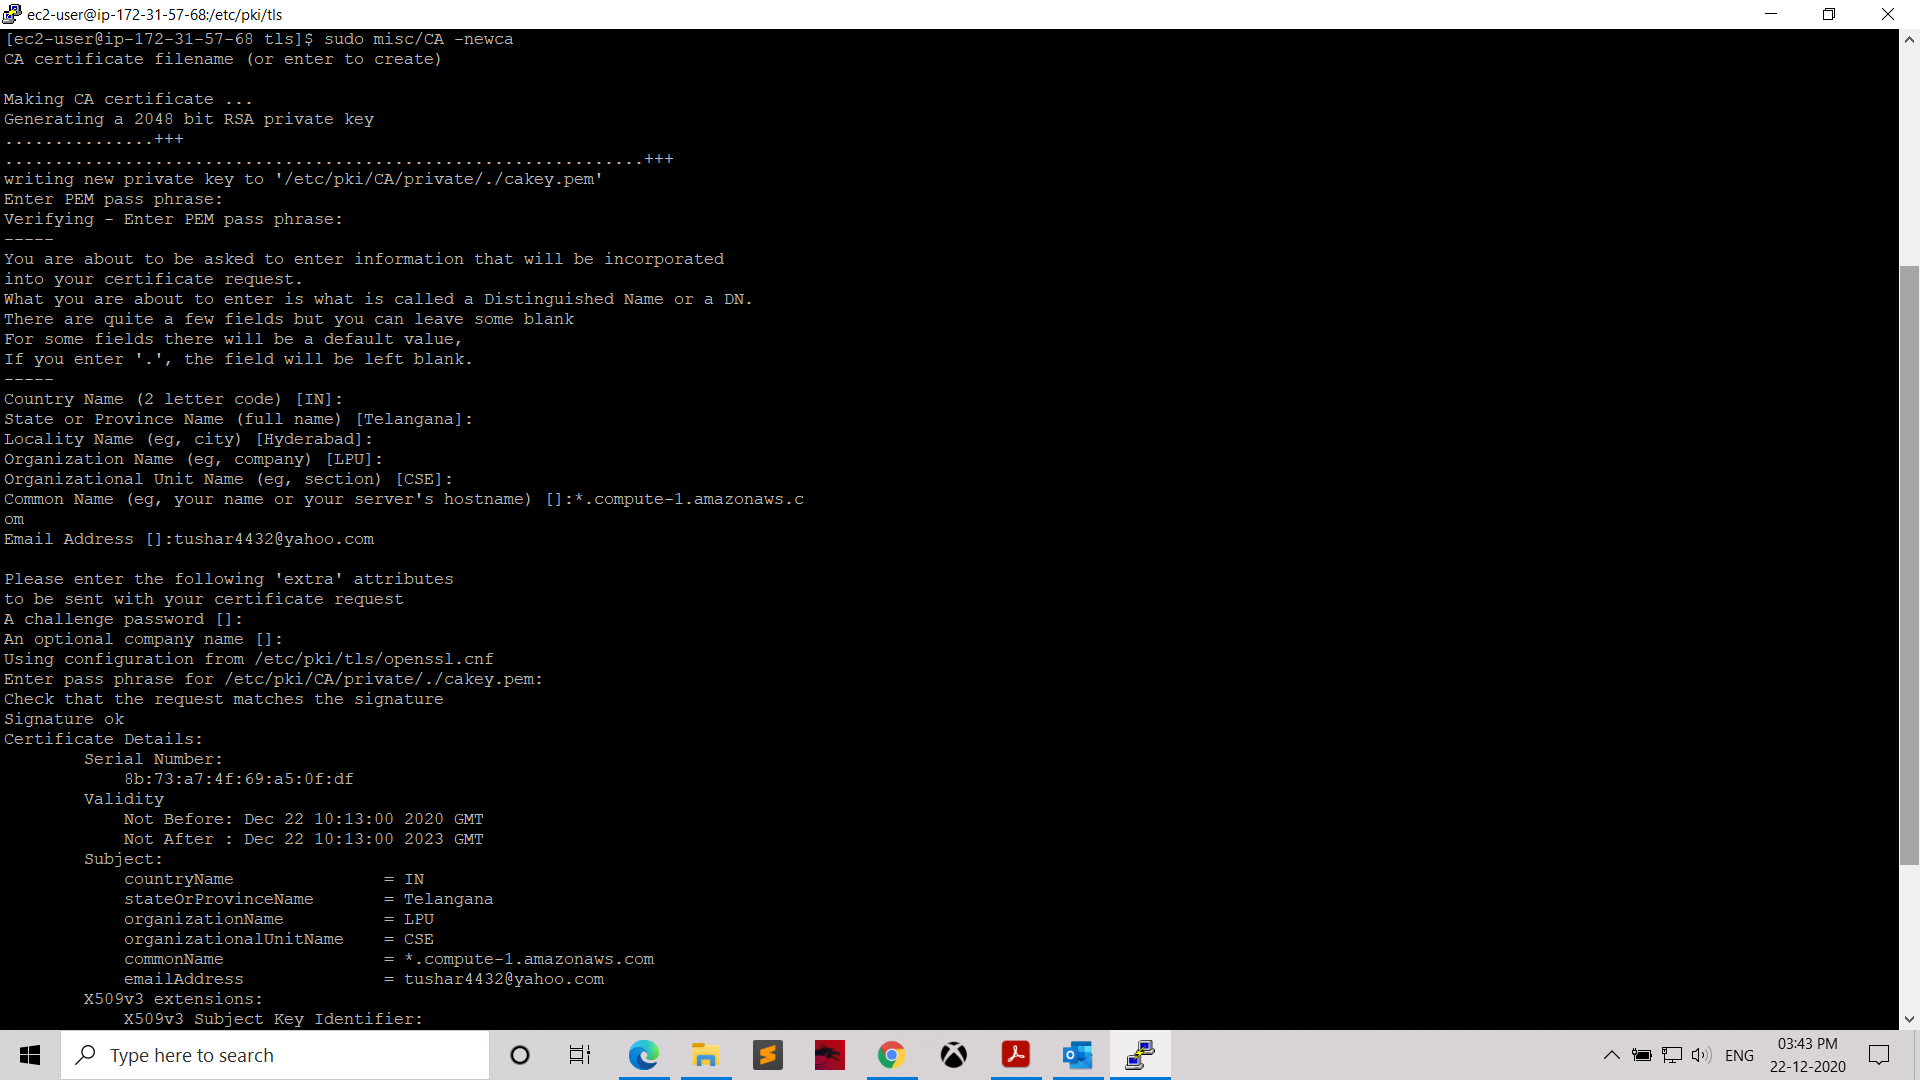 ec2-user@ip-172-31-57-68:/etc/pki/tls
[ec2-user@ip-172-31-57-68 tls]$ sudo misc/CA -newca
CA certificate filename (or enter to create)
Making CA certificate ...
Generating a 2048 bit RSA private key
...............+++
................................................................+++
writing new private key to '/etc/pki/CA/private/./cakey.pem'
Enter PEM pass phrase:
Verifying - Enter PEM pass phrase:
-----
You are about to be asked to enter information that will be incorporated
into your certificate request.
What you are about to enter is what is called a Distinguished Name or a DN.
There are quite a few fields but you can leave some blank
For some fields there will be a default value,
If you enter '.', the field will be left blank.
-----
Country Name (2 letter code) [IN]:
State or Province Name (full name) [Telangana]:
Locality Name (eg, city) [Hyderabad]:
Organization Name (eg, company) [LPU]:
Organizational Unit Name (eg, section) [CSE]:
Common Name (eg, your name or your server's hostname) []:*.compute-1.amazonaws.c
om
Email Address []:tushar4432@yahoo.com
Please enter the following 'extra' attributes
to be sent with your certificate request
A challenge password []:
An optional company name []:
Using configuration from /etc/pki/tls/openssl.cnf
Enter pass phrase for /etc/pki/CA/private/./cakey.pem:
Check that the request matches the signature
Signature ok
Certificate Details:
Serial Number:
8b:73:a7:4f:69:a5:0f:df
Validity
Not Before: Dec 22 10:13:00 2020 GMT
Not After : Dec 22 10:13:00 2023 GMT
Subject:
countryName = IN
stateOrProvinceName = Telangana
organizationName = LPU
organizationalUnitName = CSE
commonName = *.compute-1.amazonaws.com
emailAddress = tushar4432@yahoo.com
X509v3 extensions:
X509v3 Subject Key Identifier:
Type here to search
ENG
03:43 PM
22-12-2020